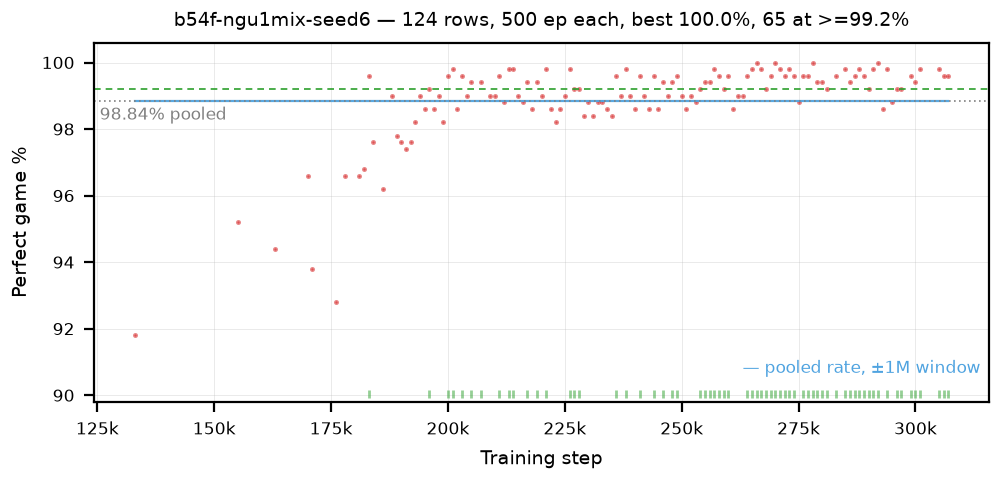 b54f-ngu1mix-seed6 — 124 rows, 500 ep each, best 100.0%, 65 at >=99.2%
Perfect game %
100
98
96
94
92
90
98.84% pooled
— pooled rate, ±1M window
125k
150k
175k
200k
225k
250k
275k
300k
Training step